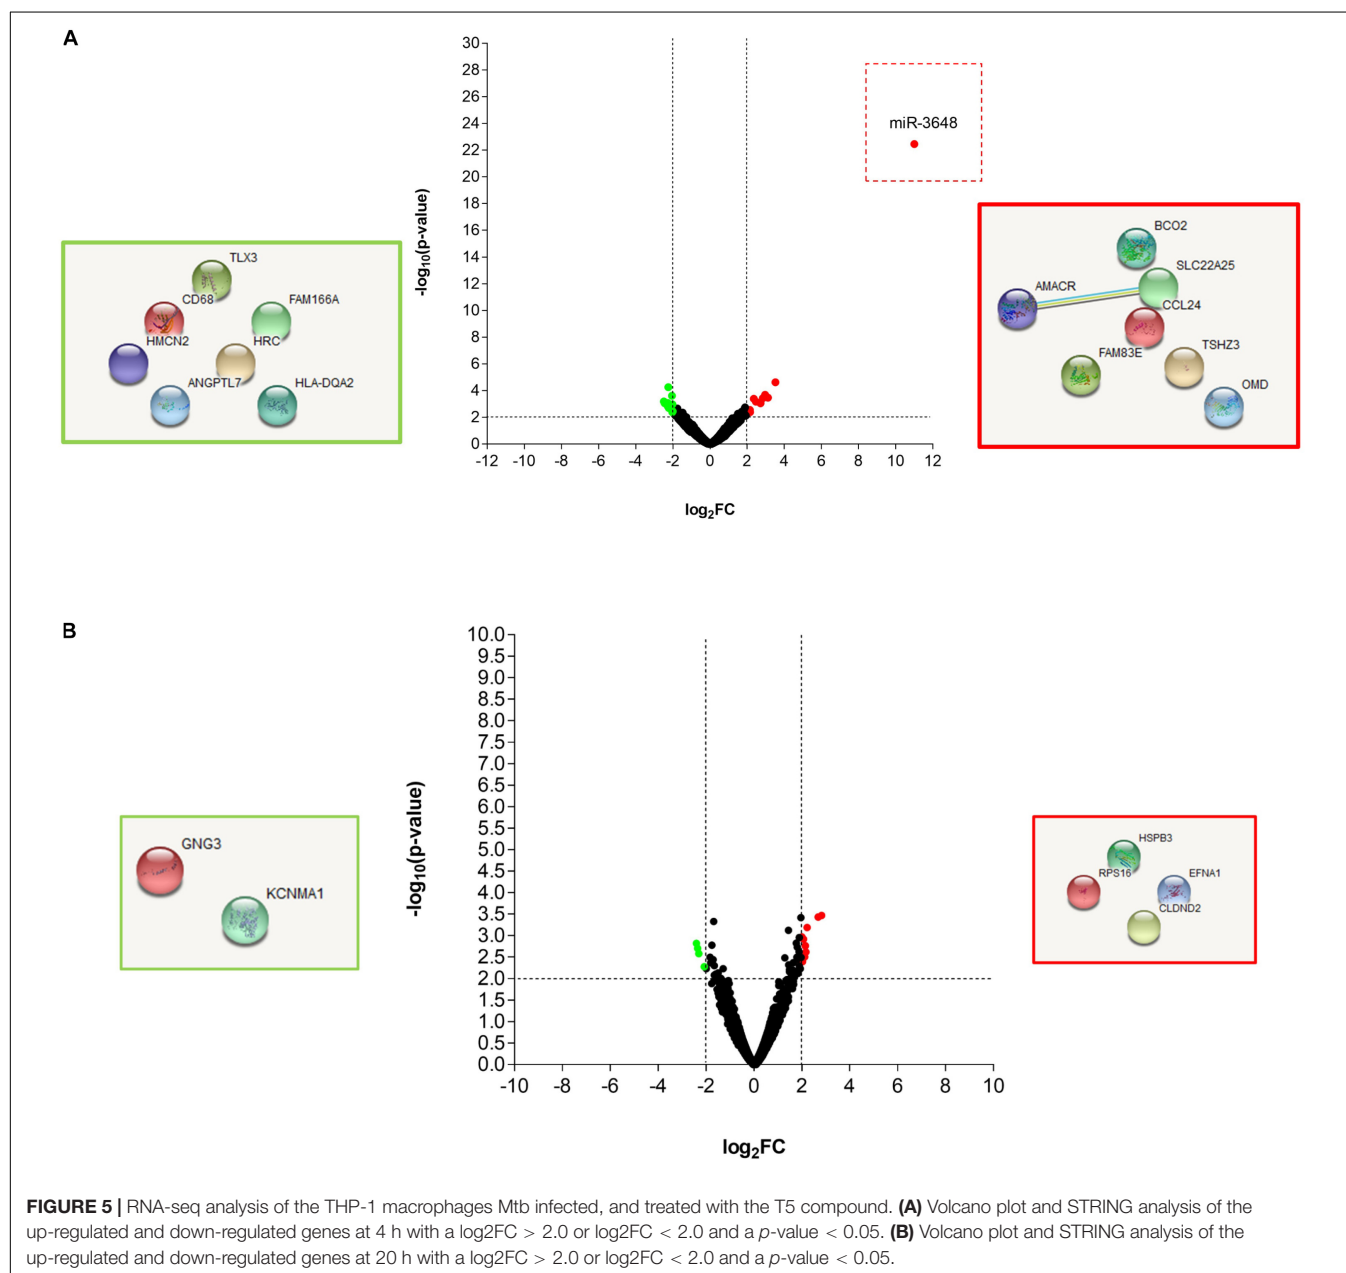 A
30
28
26
24
22
20
18
16
14
12
10
8
6
4
2
0
-log10(p-value)
-12 -10 -8 -6 -4 -2 0 2 4 6 8 10 12
log2FC
miR-3648
TLX3
CD68
FAM166A
HMCN2
HRC
ANGPTL7
HLA-DQA2
BCO2
SLC22A25
AMACR
CCL24
FAM83E
TSHZ3
OMD
B
10.0
9.5
9.0
8.5
8.0
7.5
7.0
6.5
6.0
5.5
5.0
4.5
4.0
3.5
3.0
2.5
2.0
1.5
1.0
0.5
0.0
-log10(p-value)
-10 -8 -6 -4 -2 0 2 4 6 8 10
log2FC
GNG3
KCNMA1
HSPB3
RPS16
EFNA1
CLDND2
FIGURE 5 | RNA-seq analysis of the THP-1 macrophages Mtb infected, and treated with the T5 compound. (A) Volcano plot and STRING analysis of the
up-regulated and down-regulated genes at 4 h with a log2FC > 2.0 or log2FC < 2.0 and a p-value < 0.05. (B) Volcano plot and STRING analysis of the
up-regulated and down-regulated genes at 20 h with a log2FC > 2.0 or log2FC < 2.0 and a p-value < 0.05.